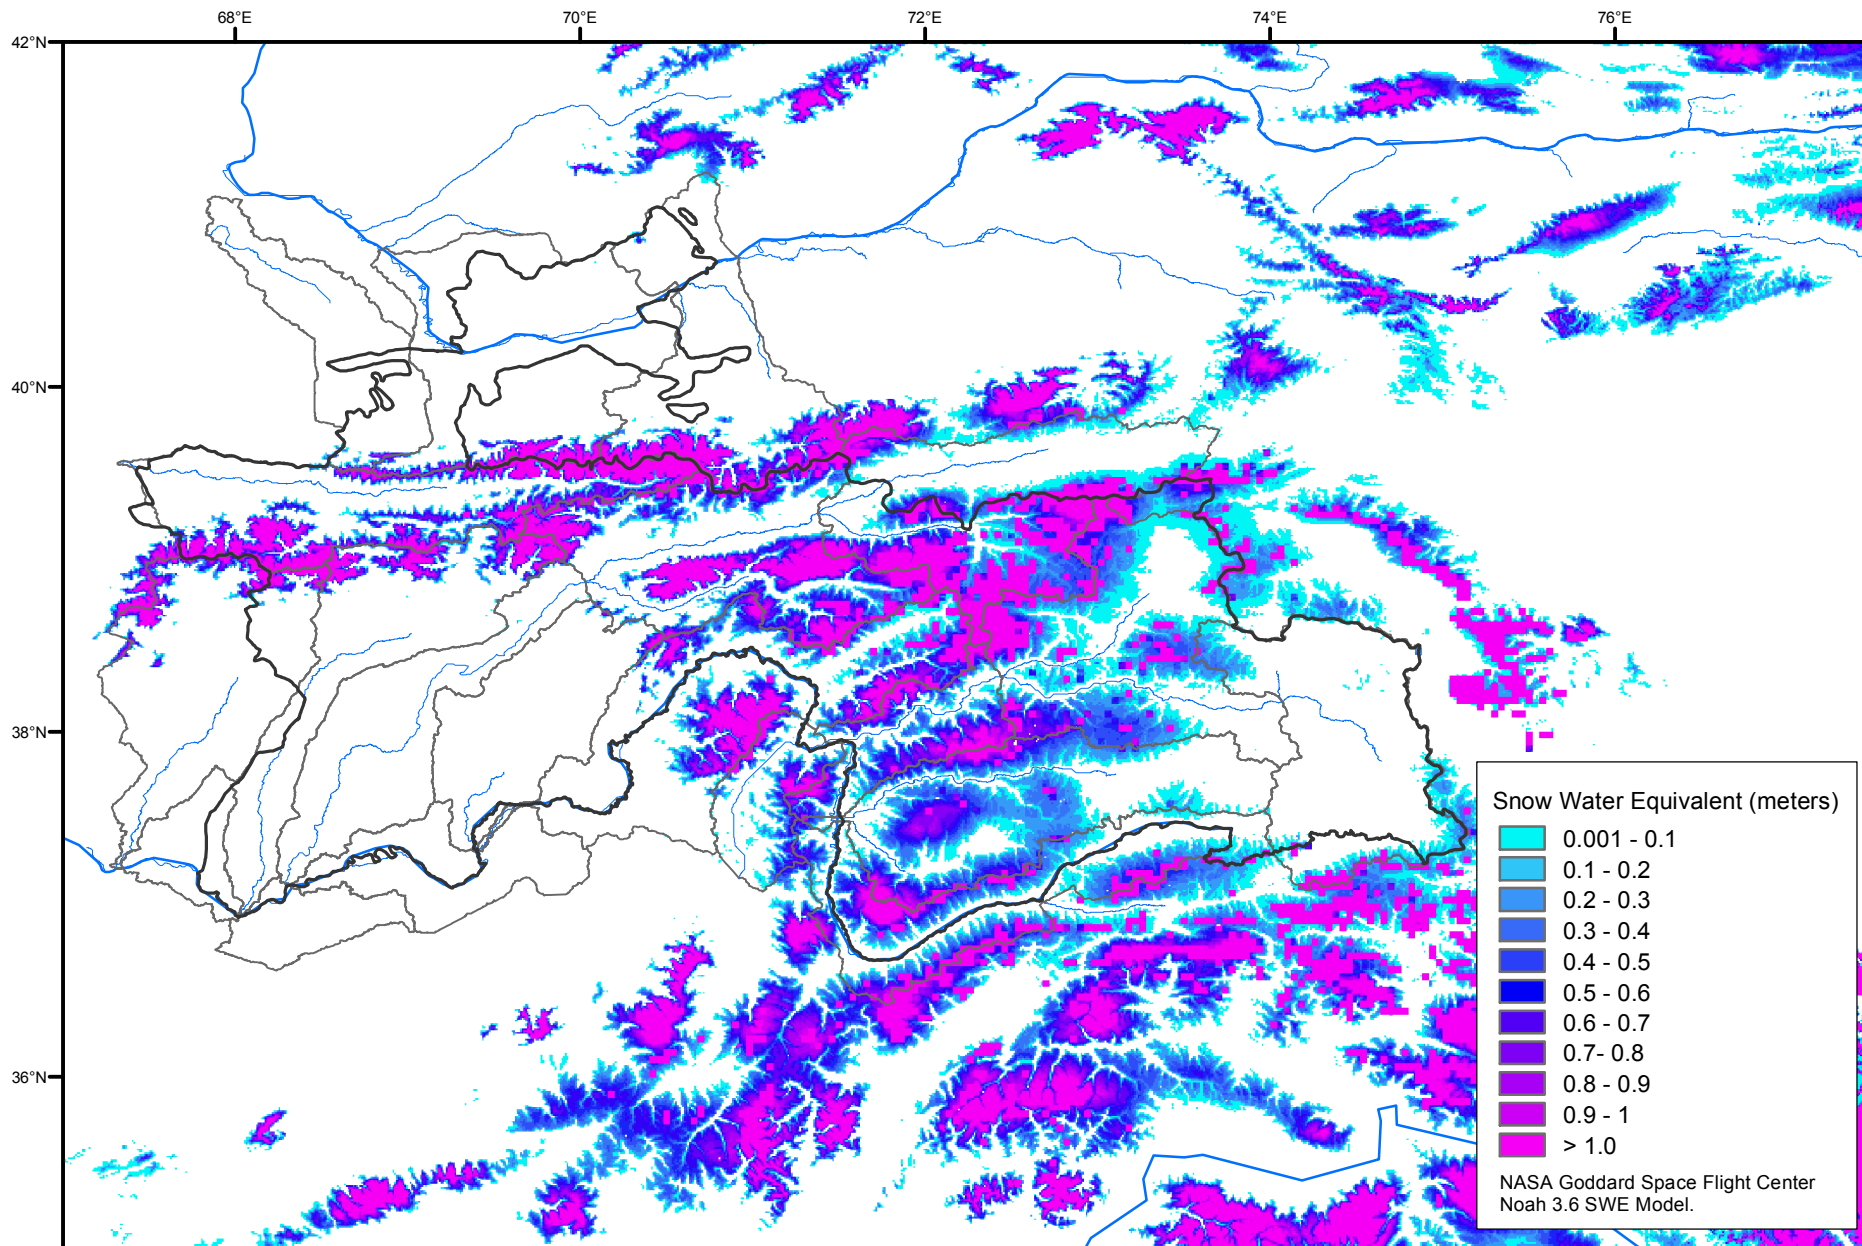 68°E 70°E 72°E 74°E 76°E
42°N
40°N
38°N
36°N
Snow Water Equivalent (meters)
0.001 - 0.1
0.1 - 0.2
0.2 - 0.3
0.3 - 0.4
0.4 - 0.5
0.5 - 0.6
0.6 - 0.7
0.7- 0.8
0.8 - 0.9
0.9 - 1
> 1.0
NASA Goddard Space Flight Center
Noah 3.6 SWE Model.